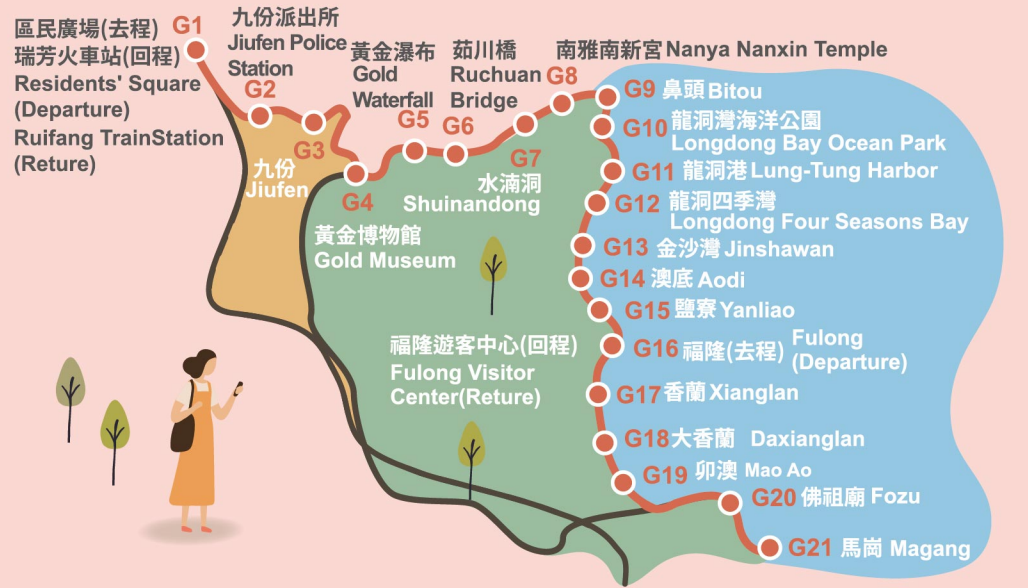 區民廣場(去程) G1
瑞芳火車站(回程)
Residents' Square
(Departure)
Ruifang TrainStation
(Reture)
九份派出所
Jiufen Police
Station
G2
G3
九份
Jiufen
G4
黃金博物館
Gold Museum
黃金瀑布
Gold
Waterfall
G5
茹川橋
Ruchuan
Bridge
G6
G7
水湳洞
Shuinandong
南雅南新宮 Nanya Nanxin Temple
G8
G9 鼻頭 Bitou
G10 龍洞灣海洋公園
Longdong Bay Ocean Park
G11 龍洞港 Lung-Tung Harbor
G12 龍洞四季灣
Longdong Four Seasons Bay
G13 金沙灣 Jinshawan
G14 澳底 Aodi
G15 鹽寮 Yanliao
G16 福隆(去程) Fulong
(Departure)
福隆遊客中心(回程)
Fulong Visitor
Center(Reture)
G17 香蘭 Xianglan
G18 大香蘭 Daxianglan
G19 卯澳 Mao Ao
G20 佛祖廟 Fozu
G21 馬崗 Magang